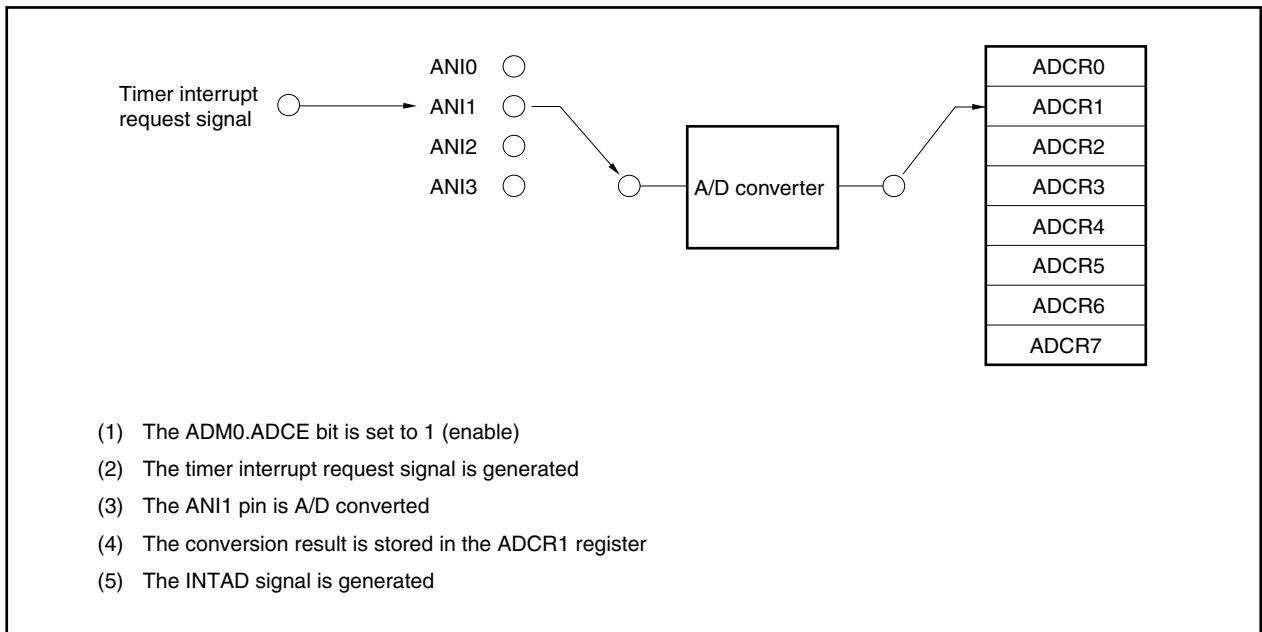 Timer interrupt
request signal
ANI0
ANI1
ANI2
ANI3
A/D converter
ADCR0
ADCR1
ADCR2
ADCR3
ADCR4
ADCR5
ADCR6
ADCR7
(1) The ADM0.ADCE bit is set to 1 (enable)
(2) The timer interrupt request signal is generated
(3) The ANI1 pin is A/D converted
(4) The conversion result is stored in the ADCR1 register
(5) The INTAD signal is generated